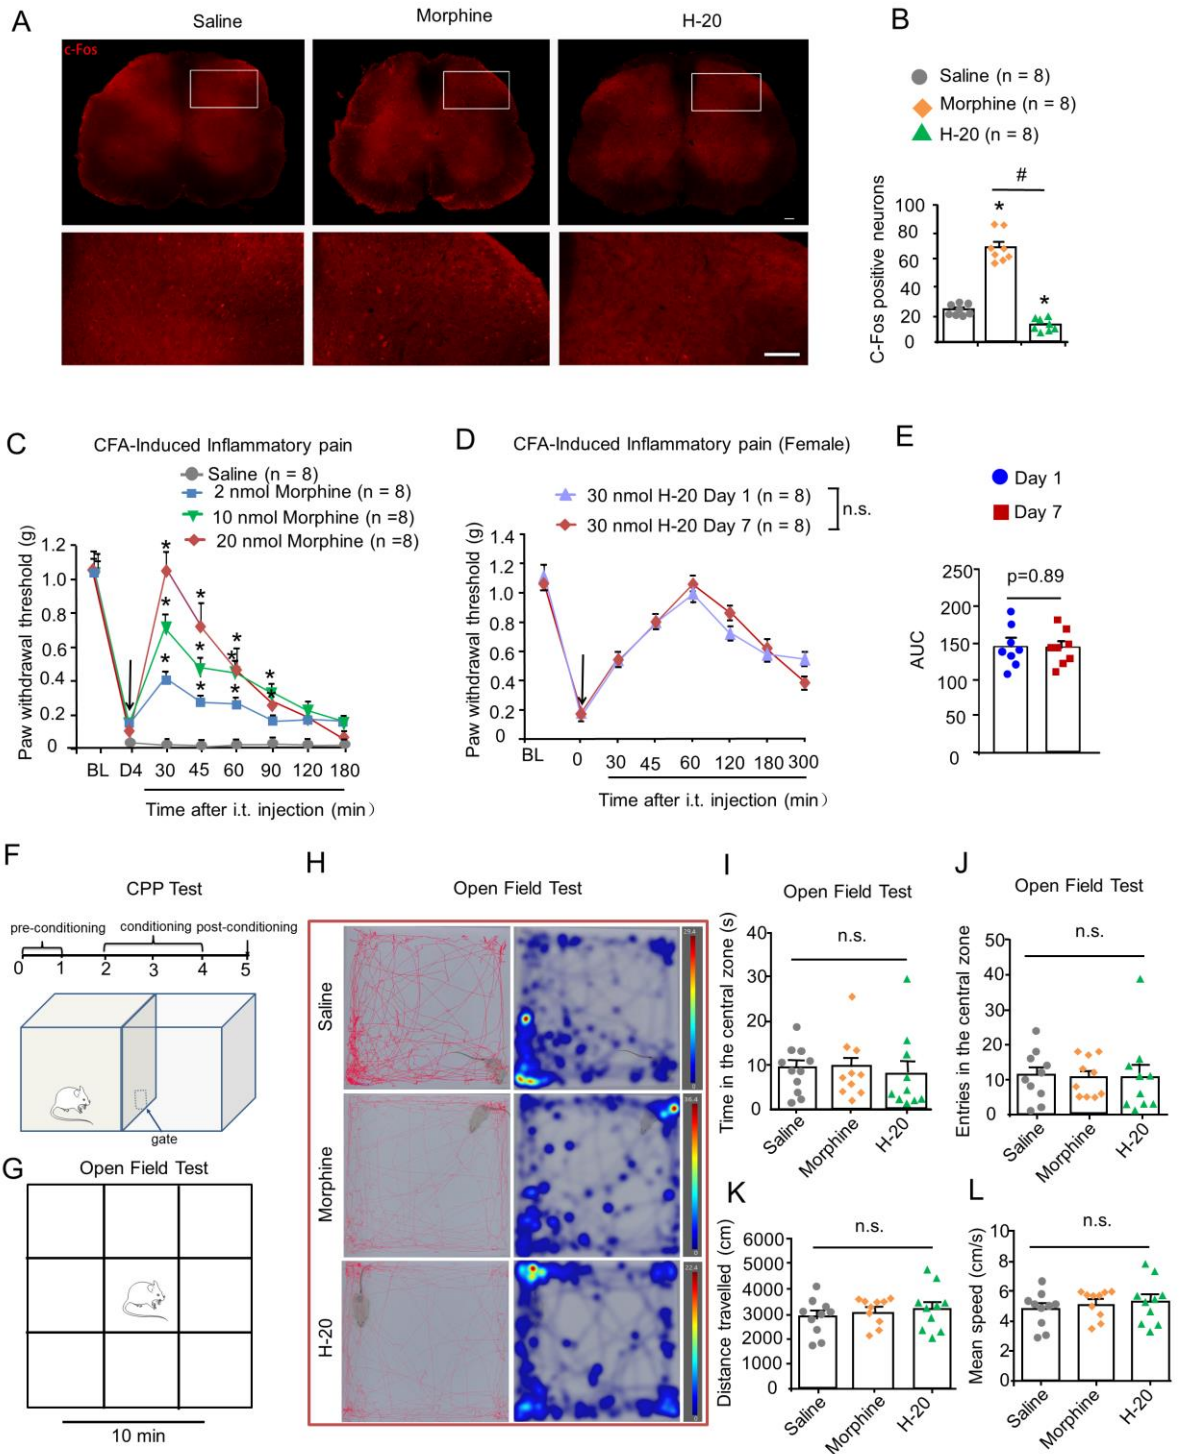 A
Saline
Morphine
H-20
c-Fos
B
Saline (n = 8)
Morphine (n = 8)
H-20 (n = 8)
#
*
*
C-Fos positive neurons
100
80
60
40
20
0
C
CFA-Induced Inflammatory pain
Saline (n = 8)
2 nmol Morphine (n = 8)
10 nmol Morphine (n =8)
20 nmol Morphine (n =8)
Paw withdrawal threshold (g)
1.2
1.0
0.8
0.6
0.4
0.2
0
* * * * * * * * * * *
BL D4 30 45 60 90 120 180
Time after i.t. injection (min)
D
CFA-Induced Inflammatory pain (Female)
30 nmol H-20 Day 1 (n = 8)
30 nmol H-20 Day 7 (n = 8)
n.s.
Paw withdrawal threshold (g)
1.4
1.2
1.0
0.8
0.6
0.4
0.2
0
BL 0 30 45 60 120 180 300
Time after i.t. injection (min)
E
Day 1
Day 7
p=0.89
AUC
250
200
150
100
50
0
F
CPP Test
pre-conditioning conditioning post-conditioning
0 1 2 3 4 5
gate
G
Open Field Test
10 min
H
Open Field Test
Saline
Morphine
H-20
29.4
0
36.4
0
22.4
0
I
Open Field Test
n.s.
Time in the central zone (s)
40
30
20
10
0
Saline
Morphine
H-20
J
Open Field Test
n.s.
Entries in the central zone
50
40
30
20
10
0
Saline
Morphine
H-20
K
n.s.
Distance travelled (cm)
6000
5000
4000
3000
2000
1000
0
Saline
Morphine
H-20
L
n.s.
Mean speed (cm/s)
10
8
6
4
2
0
Saline
Morphine
H-20